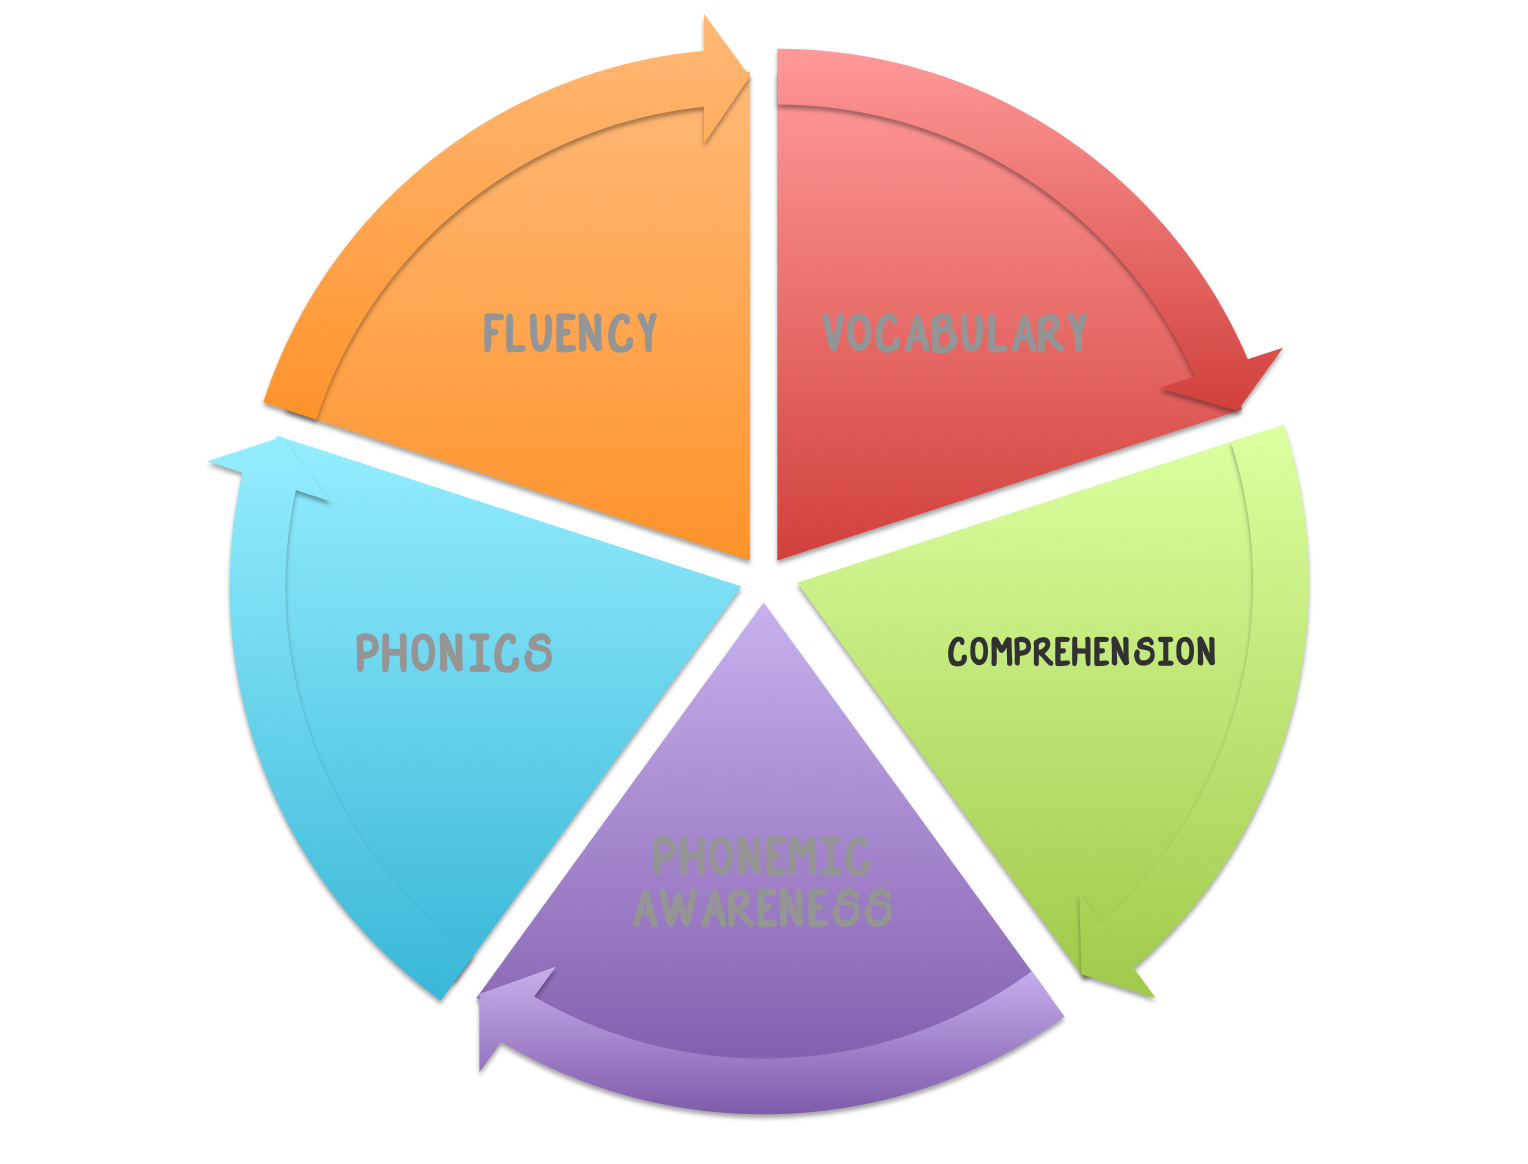 FLUENCY
VOCABULARY
PHONICS
COMPREHENSION
PHONEMIC
AWARENESS